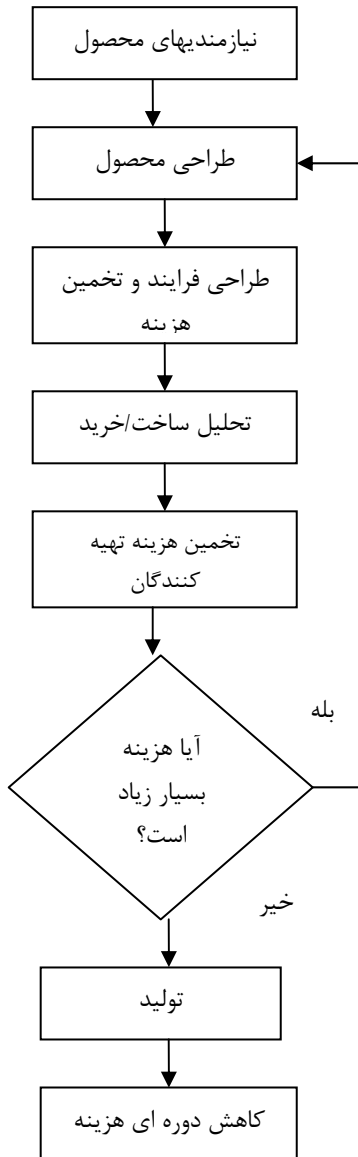 نیازمندیهای محصول
طراحی محصول
طراحی فرایند و تخمین
هزینه
تحلیل ساخت/خرید
تخمین هزینه تهیه
کنندگان
بله
آیا هزینه
بسیار زیاد
است؟
خیر
تولید
کاهش دوره ای هزینه